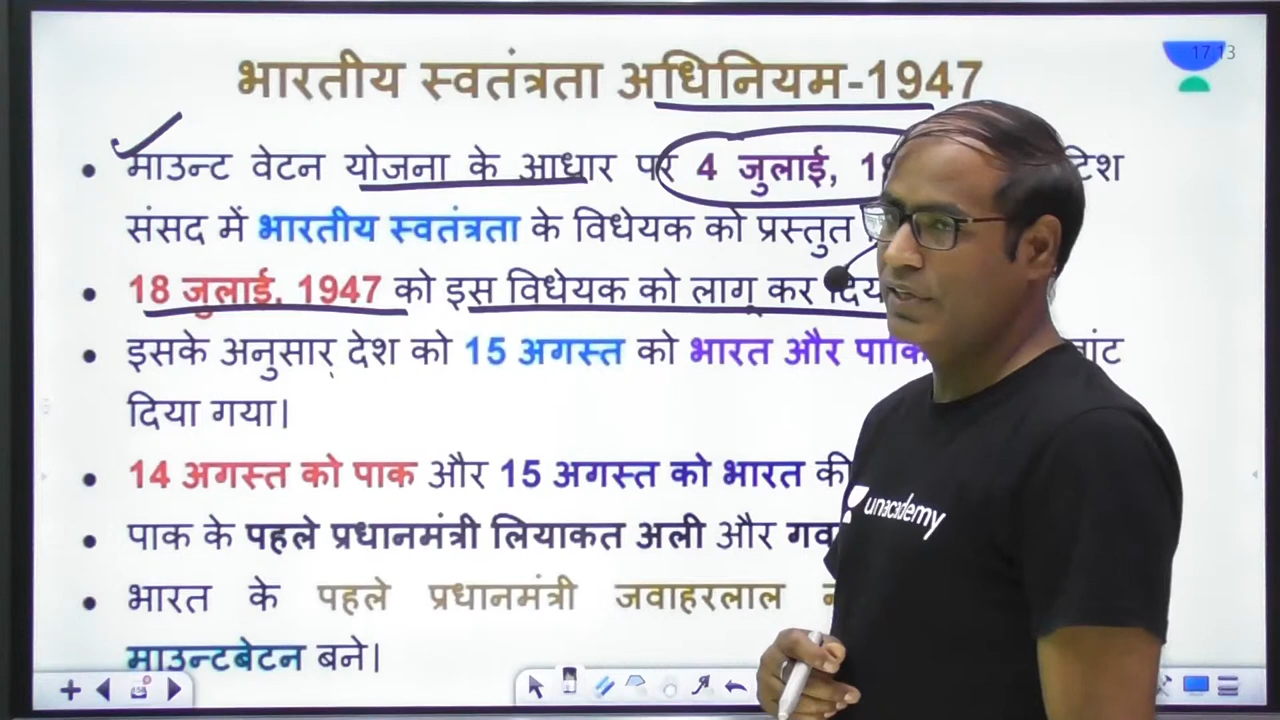 भारतीय स्वतंत्रता अधिनियम-1947
17 13
• माउन्ट वेटन योजना के आधार पर 4 जुलाई,
संसद में भारतीय स्वतंत्रता के विधेयक को प्रस्तुत
• 18 जुलाई, 1947 को इस विधेयक को लागू कर
• इसके अनुसार देश को 15 अगस्त को भारत और
दिया गया।
• 14 अगस्त को पाक और 15 अगस्त को भारत की
• पाक के पहले प्रधानमंत्री लियाकत अली और
• भारत के पहले प्रधानमंत्री जवाहरलाल
माउन्टबेटन बने।
unacademy